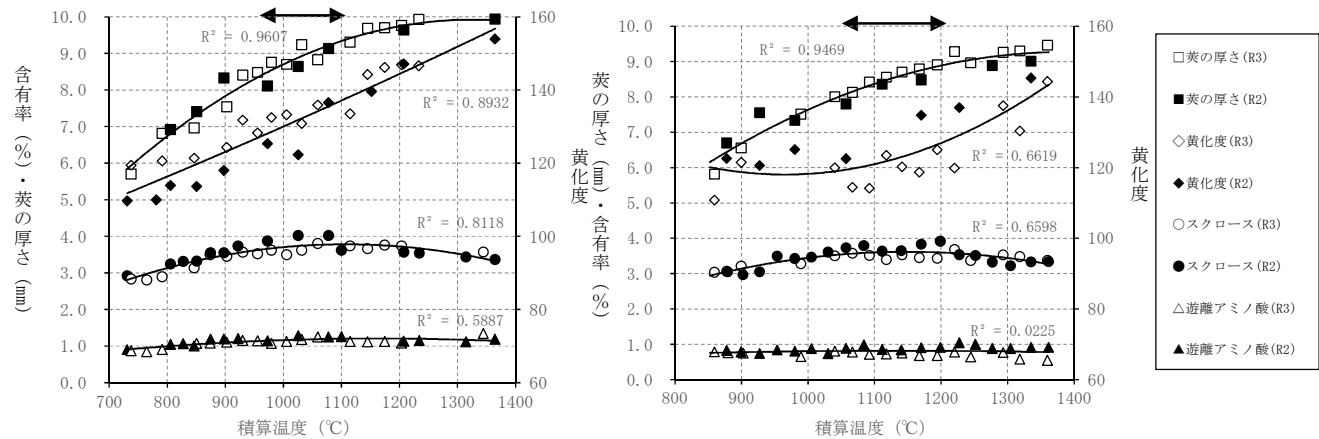 含有率（%）・莢の厚さ（mm）
10.0
9.0
8.0
7.0
6.0
5.0
4.0
3.0
2.0
1.0
0.0
R² = 0.9607
R² = 0.8932
R² = 0.8118
R² = 0.5887
160
140
120
100
80
60
黄化度
700 800 900 1000 1100 1200 1300 1400
積算温度（℃）
莢の厚さ（mm）・含有率（%）
10.0
9.0
8.0
7.0
6.0
5.0
4.0
3.0
2.0
1.0
0.0
R² = 0.9469
R² = 0.6619
R² = 0.6598
R² = 0.0225
160
140
120
100
80
60
黄化度
800 900 1000 1100 1200 1300 1400
積算温度（℃）
莢の厚さ(R3)
莢の厚さ(R2)
黄化度(R3)
黄化度(R2)
スクロース(R3)
スクロース(R2)
遊離アミノ酸(R3)
遊離アミノ酸(R2)